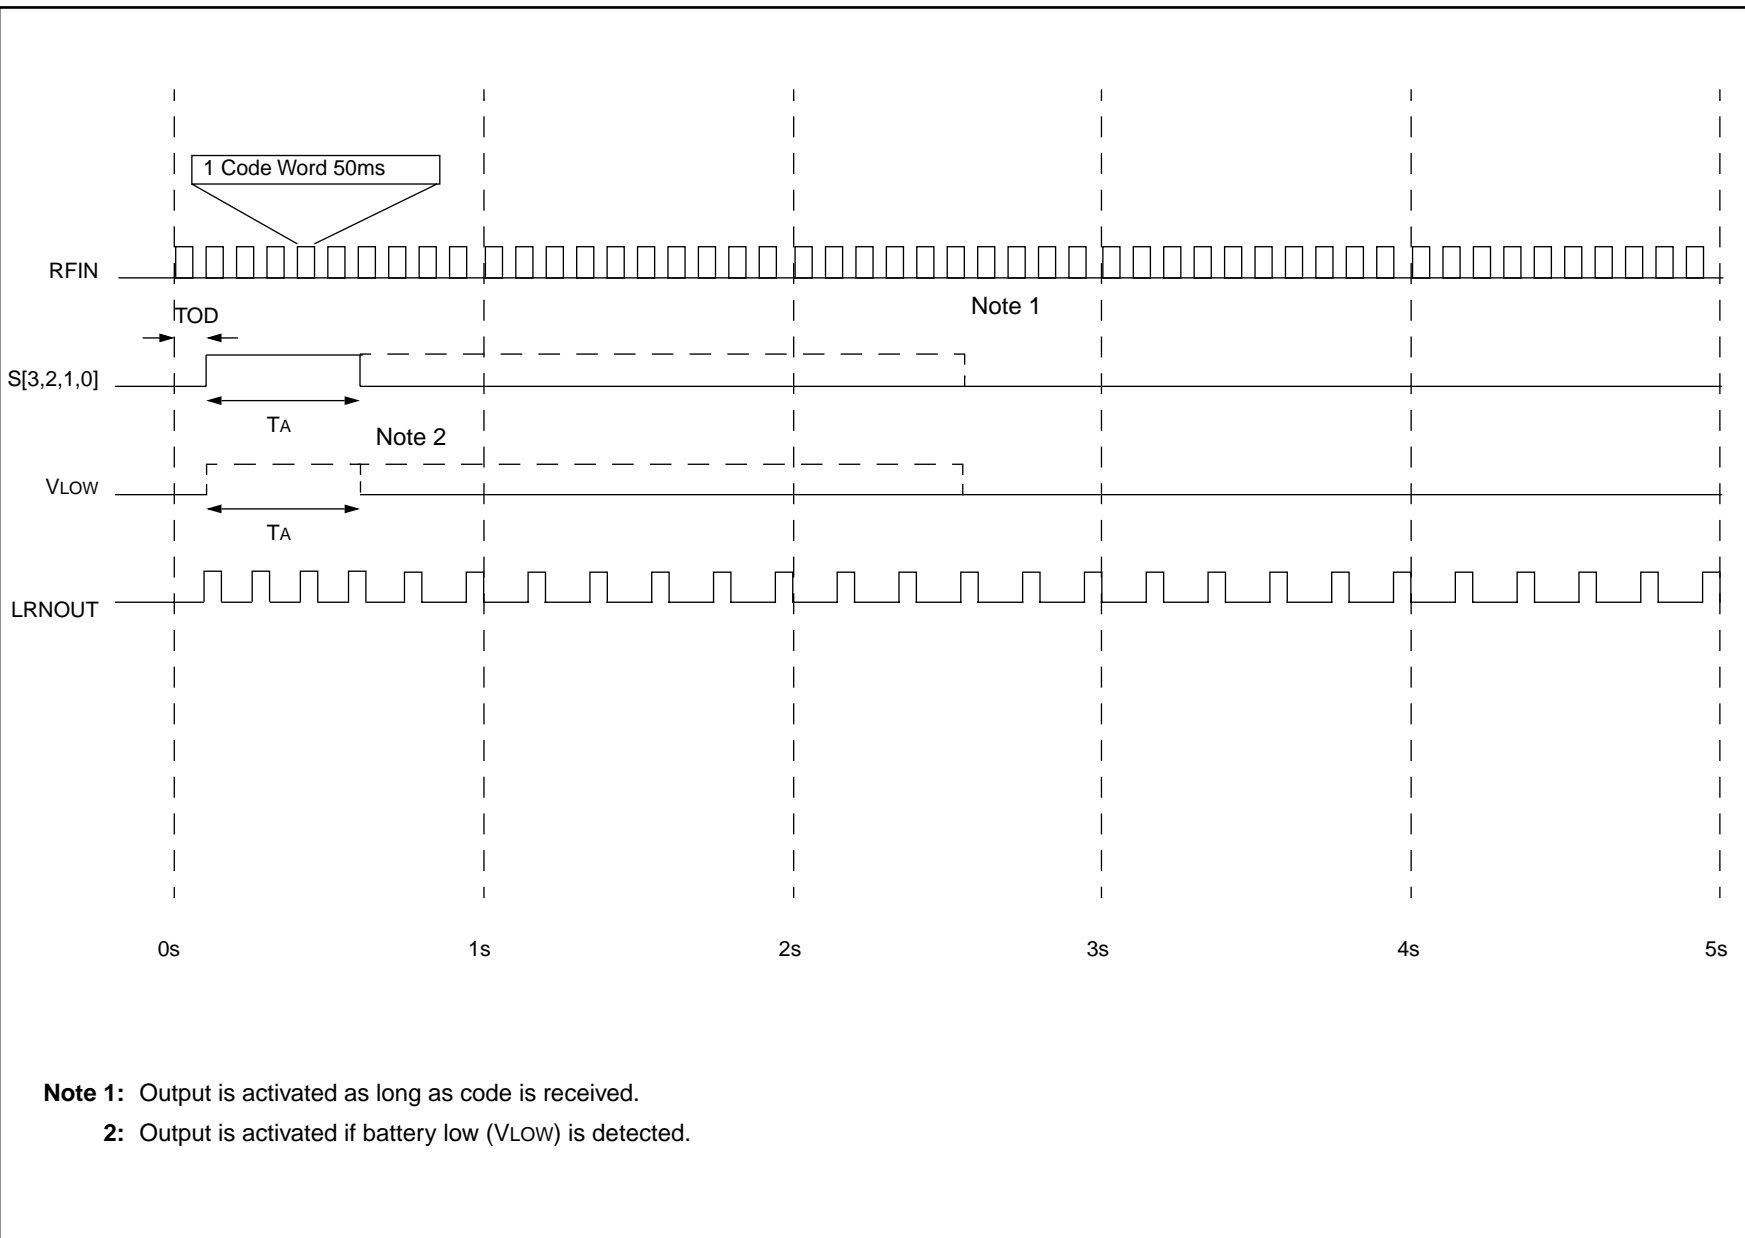 1 Code Word 50ms
RFIN
Note 1
TOD
S[3,2,1,0]
TA
Note 2
VLOW
TA
LRNOUT
0s 1s 2s 3s 4s 5s
Note 1: Output is activated as long as code is received.
2: Output is activated if battery low (VLOW) is detected.